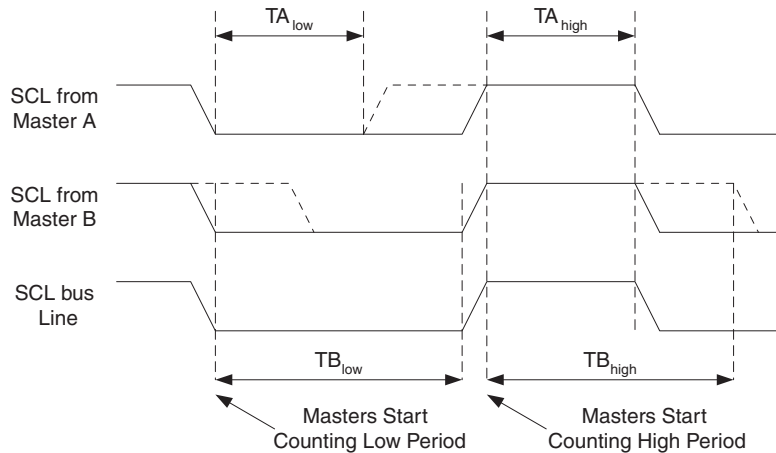 TA low
TA high
SCL from
Master A
SCL from
Master B
SCL bus
Line
TB low
TB high
Masters Start
Counting Low Period
Masters Start
Counting High Period